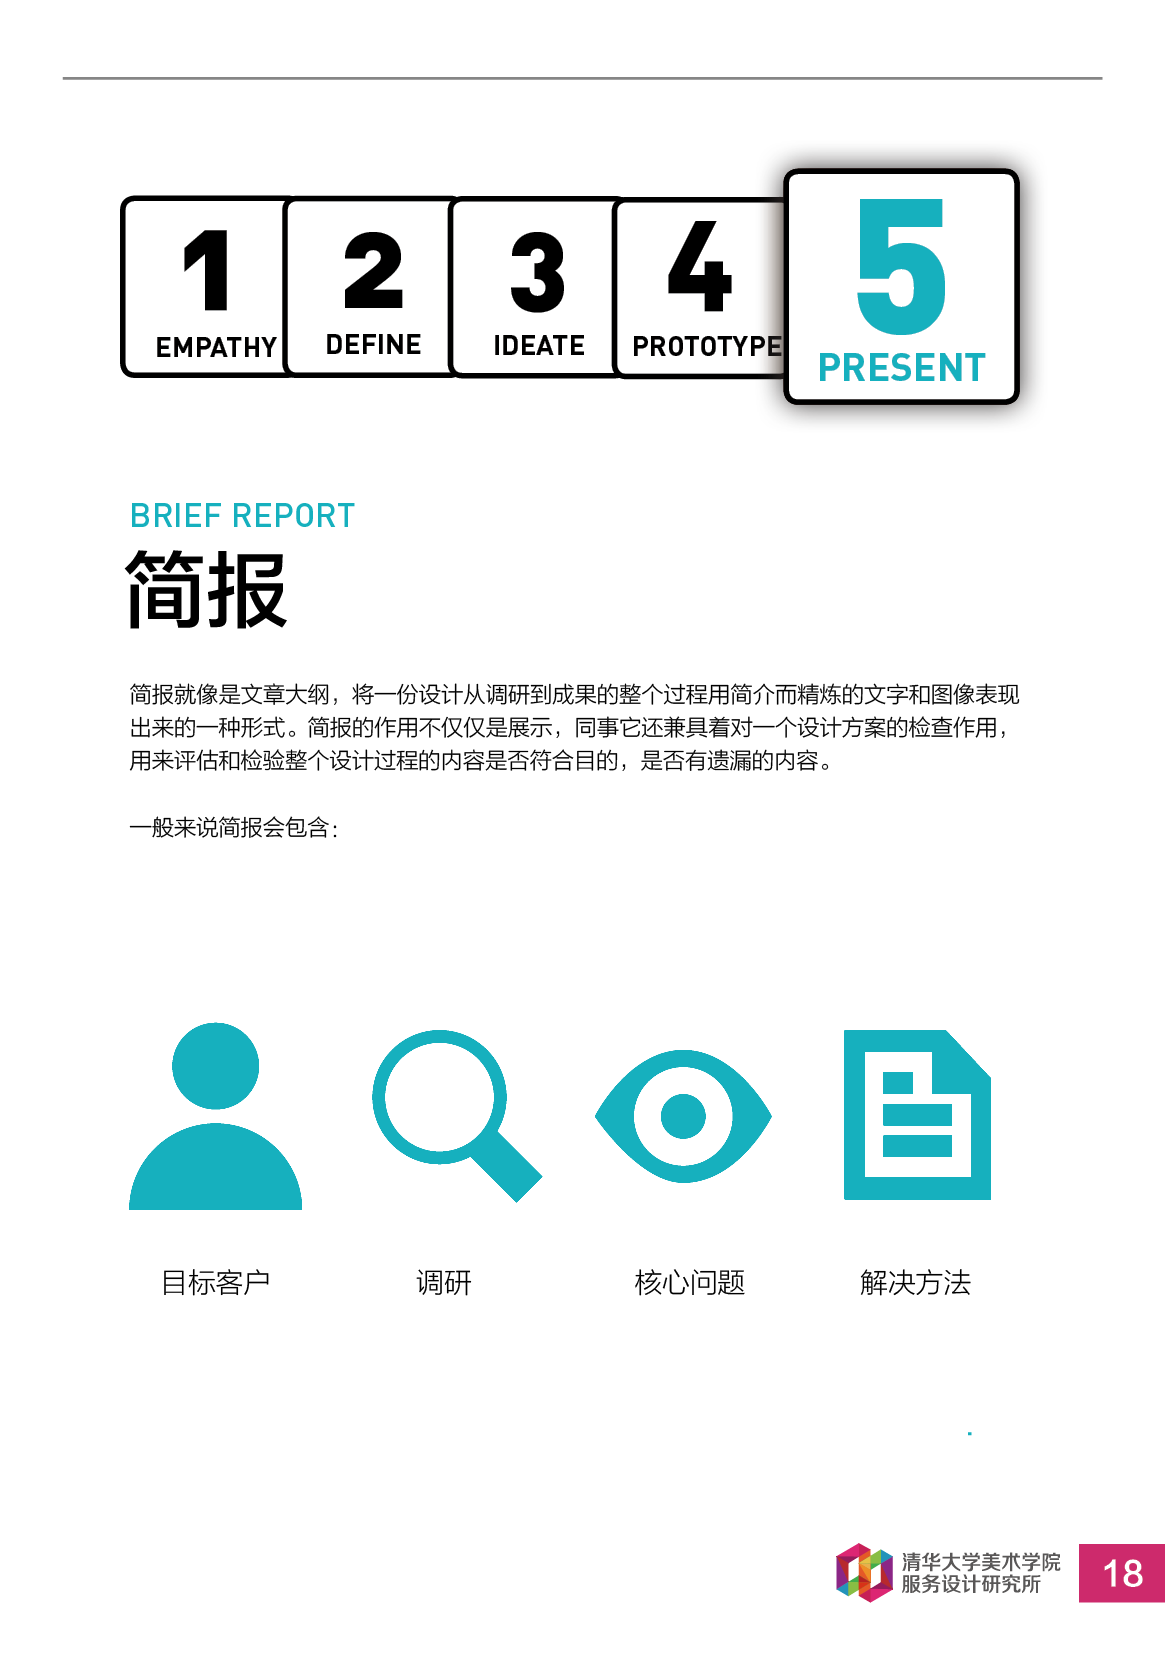 1
EMPATHY
2
DEFINE
3
IDEATE
4
PROTOTYPE
5
PRESENT
BRIEF REPORT
简报
简报就像是文章大纲，将一份设计从调研到成果的整个过程用简介而精炼的文字和图像表现
出来的一种形式。简报的作用不仅仅是展示，同事它还兼具着对一个设计方案的检查作用，
用来评估和检验整个设计过程的内容是否符合目的，是否有遗漏的内容。
一般来说简报会包含：
目标客户
调研
核心问题
解决方法
清华大学美术学院
服务设计研究所
18